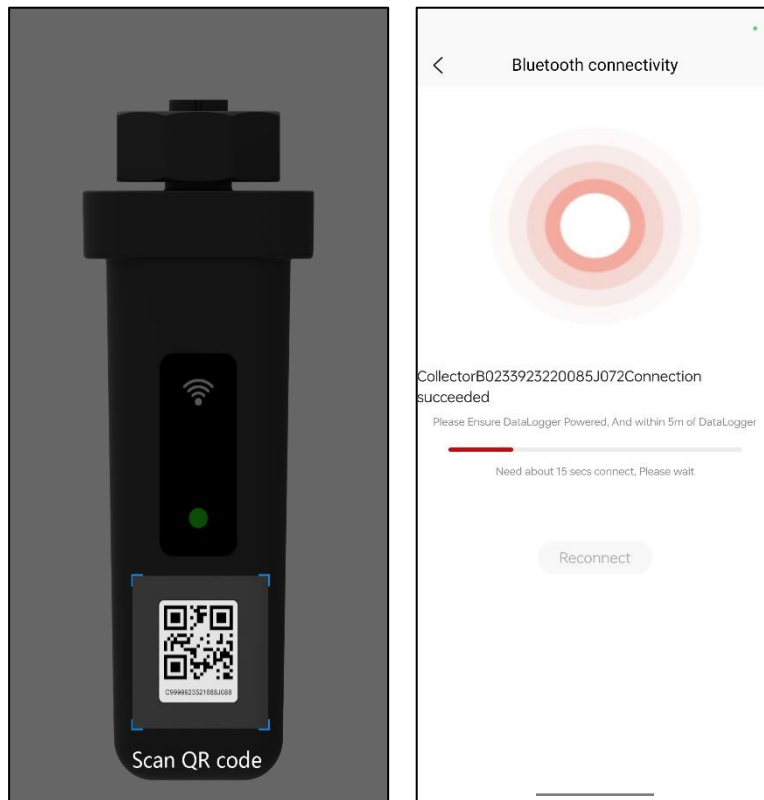 C9999823521885J088
Scan QR code
Bluetooth connectivity
CollectorB0233923220085J072Connection
succeeded
Please Ensure DataLogger Powered, And within 5m of DataLogger
Need about 15 secs connect, Please wait
Reconnect